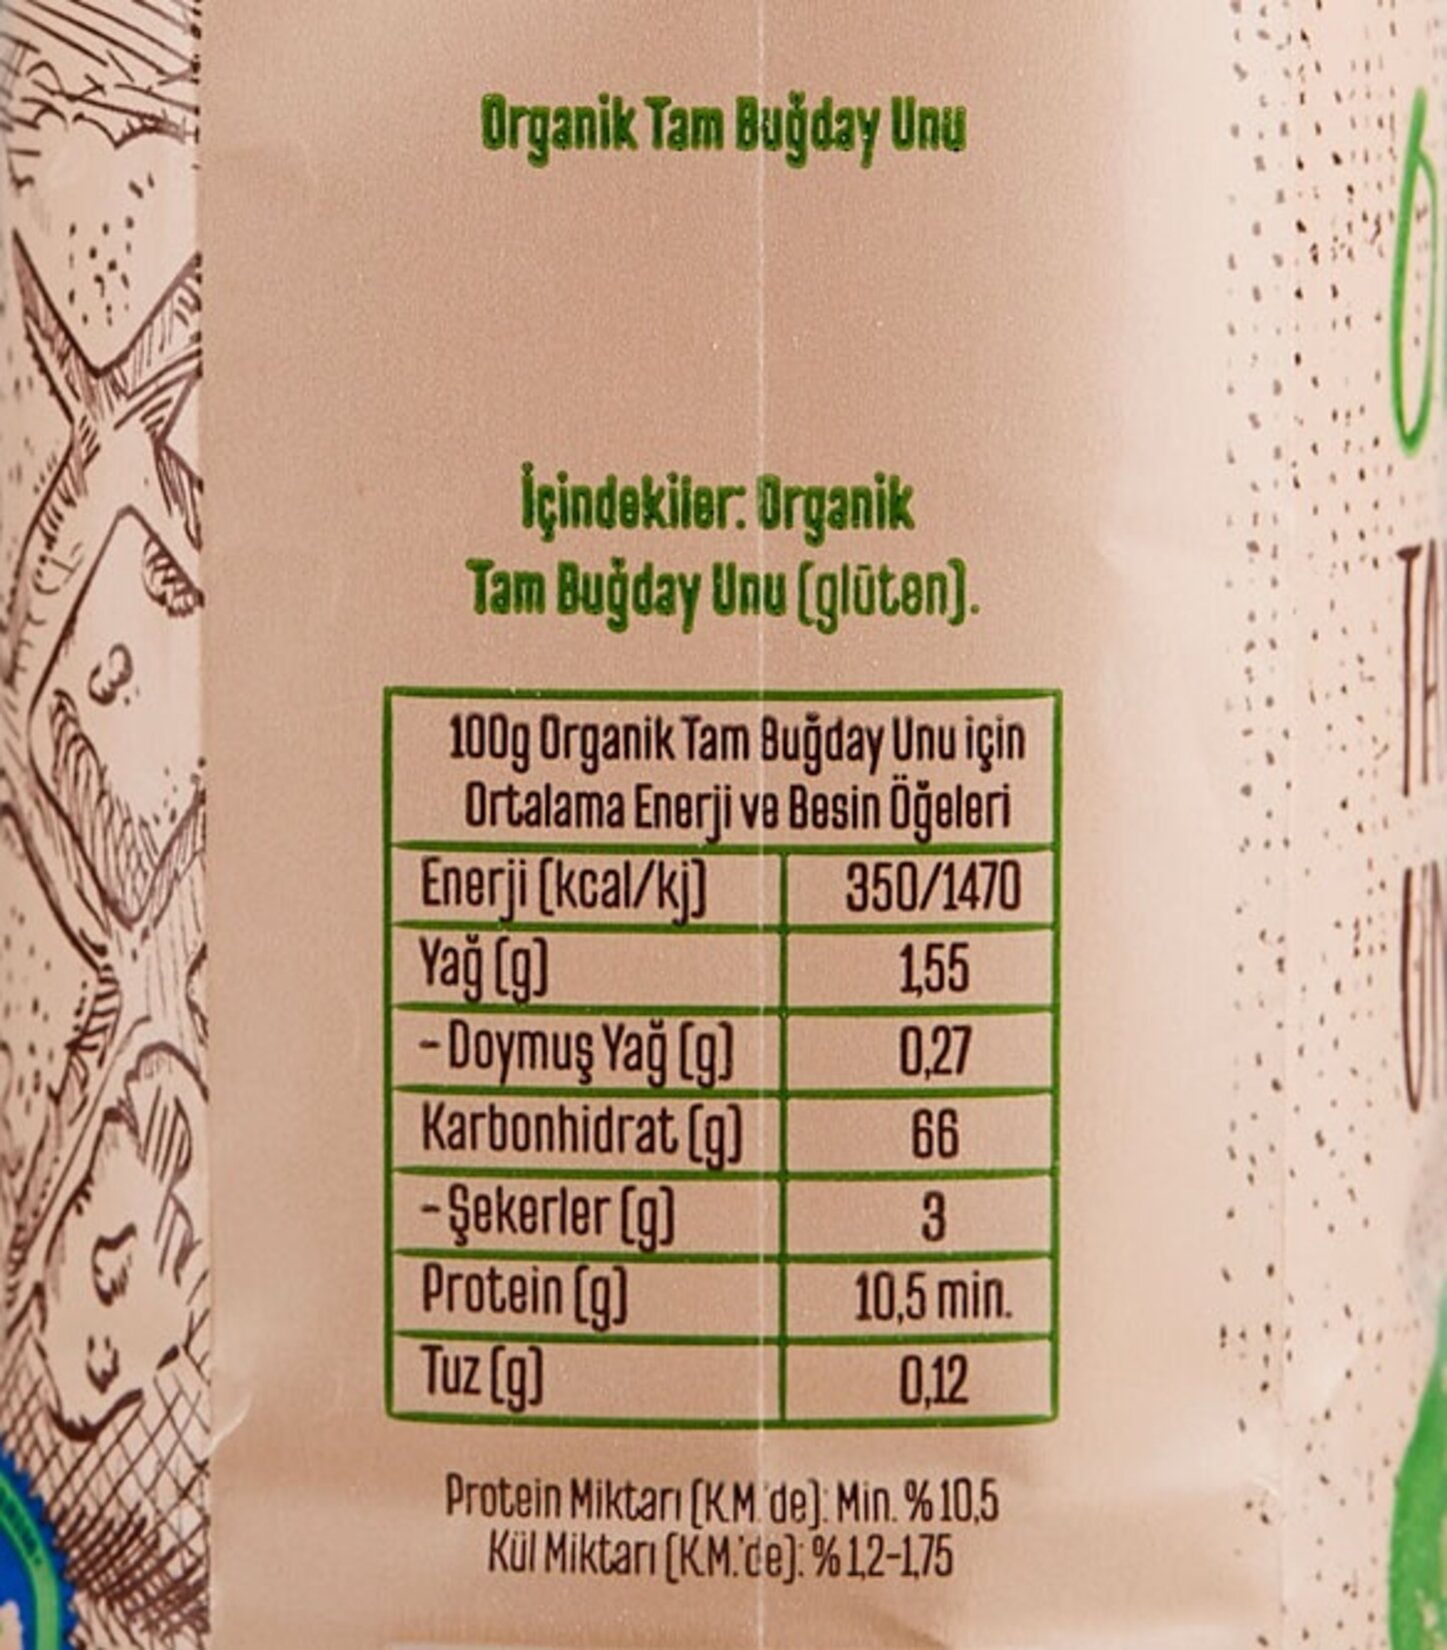 Organik Tam Buğday Unu
İçindekiler: Organik
Tam Buğday Unu (glüten).
100g Organik Tam Buğday Unu için
Ortalama Enerji ve Besin Öğeleri
Enerji (kcal/kj) 350/1470
Yağ (g) 1,55
- Doymuş Yağ (g) 0,27
Karbonhidrat (g) 66
- Şekerler (g) 3
Protein (g) 10,5 min.
Tuz (g) 0,12
Protein Miktarı (K.M.'de): Min. % 10,5
Kül Miktarı (K.M.'de): % 1,2-1,75